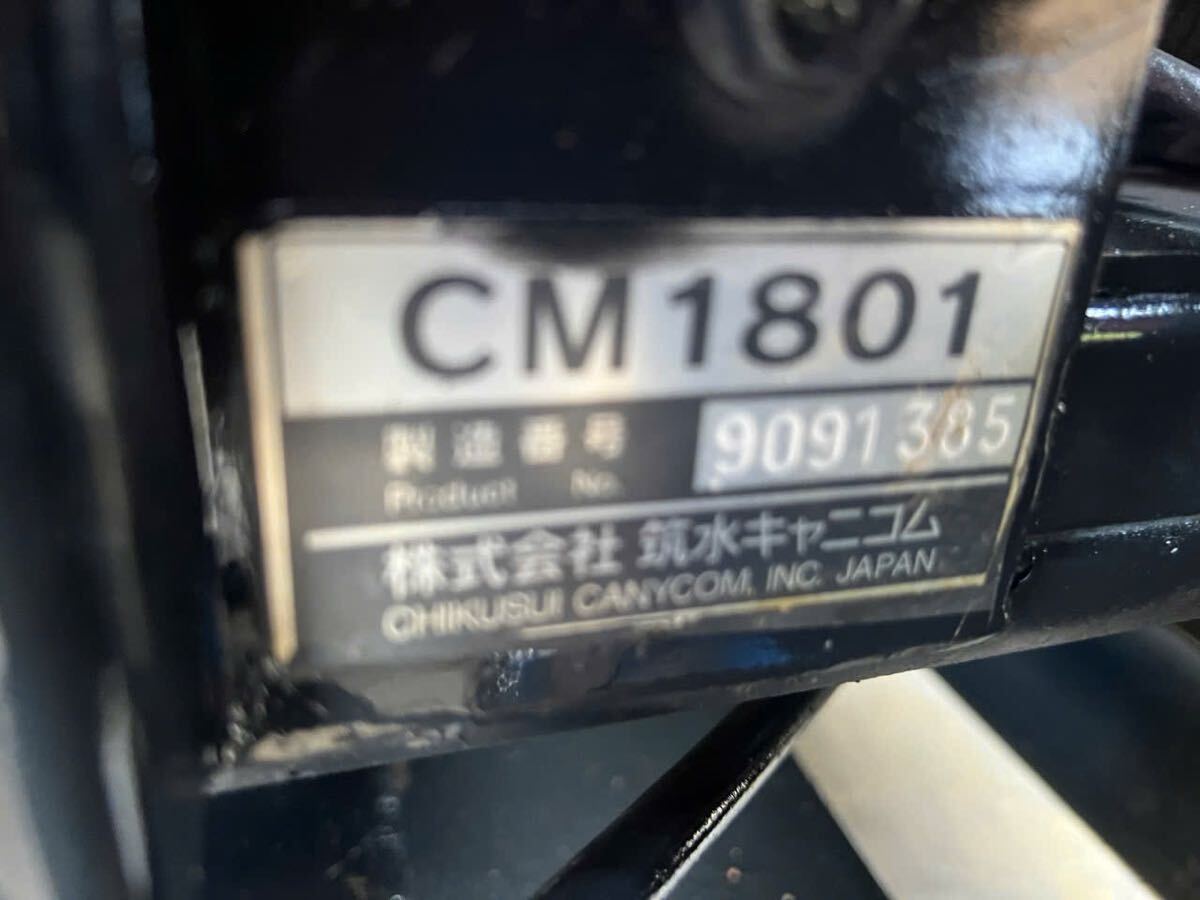 CM1801
製造番号 9091385
Product No.
株式会社 筑水キャニコム
CHIKUSUI CANYCOM, INC. JAPAN